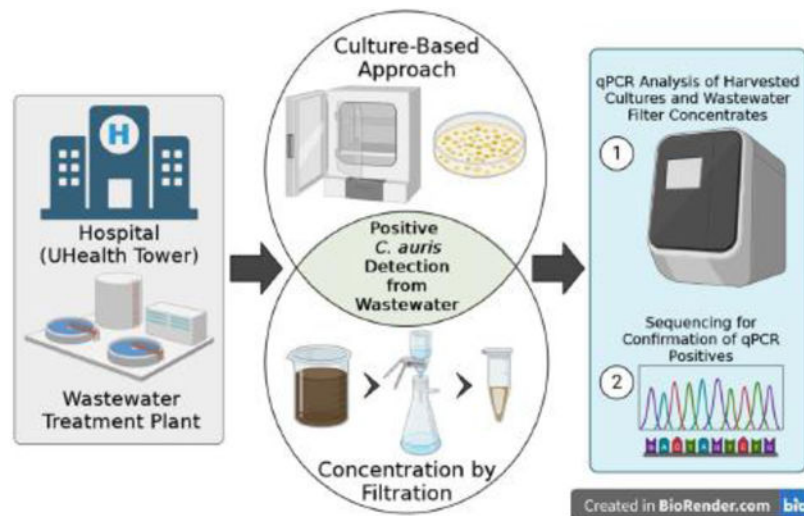 Culture-Based
Approach
H
Hospital
(UHealth Tower)
Wastewater
Treatment Plant
Positive
C. auris
Detection
from
Wastewater
Concentration by
Filtration
qPCR Analysis of Harvested
Cultures and Wastewater
Filter Concentrates
1
Sequencing for
Confirmation of qPCR
Positives
2
Created in BioRender.com bio